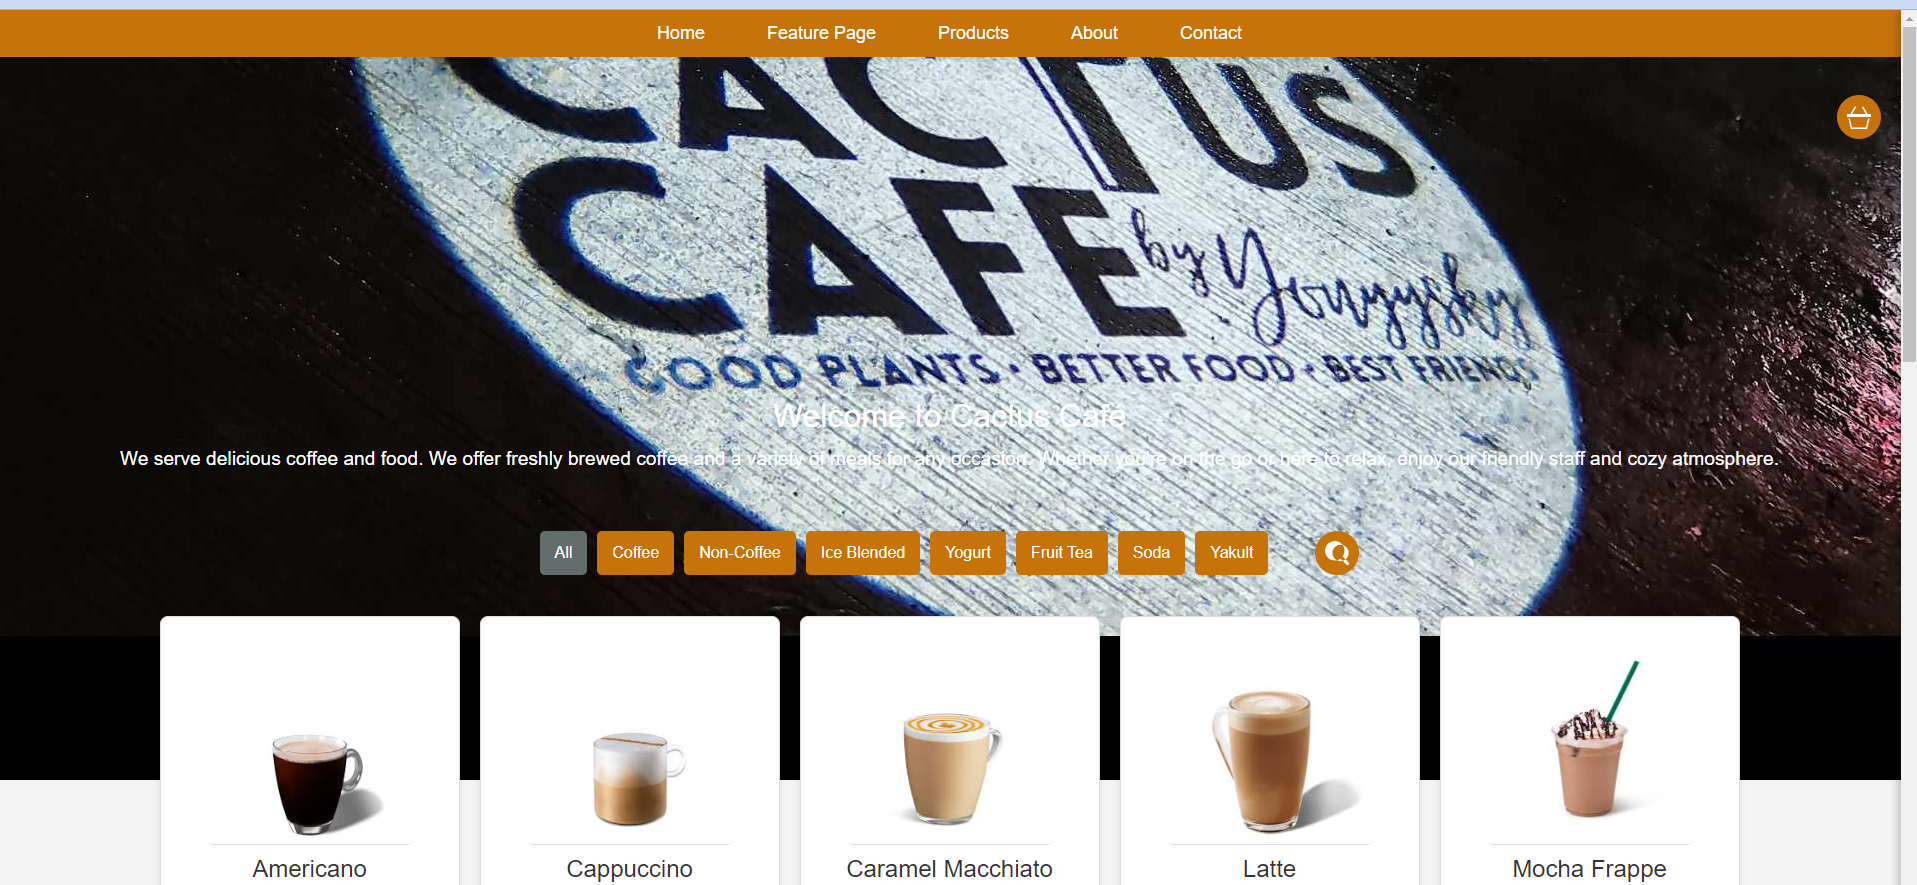 Home Feature Page Products About Contact
CACTUS
CAFE
by Youyysky
GOOD PLANTS • BETTER FOOD • BEST FRIENDS
Welcome to Cactus Café
We serve delicious coffee and food. We offer freshly brewed coffee and a variety of meals for any occasion. Whether you're on the go or here to relax, enjoy our friendly staff and cozy atmosphere.
All Coffee Non-Coffee Ice Blended Yogurt Fruit Tea Soda Yakult
Americano Cappuccino Caramel Macchiato Latte Mocha Frappe